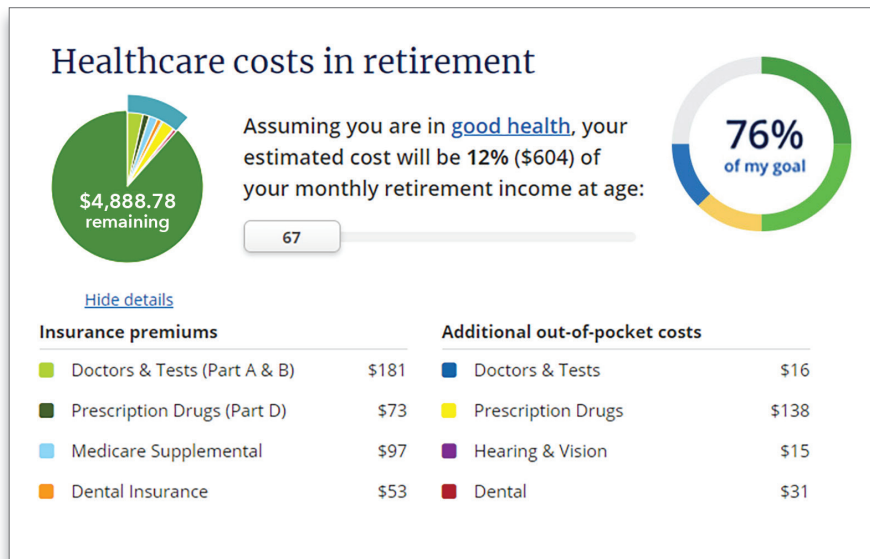 Healthcare costs in retirement
$4,888.78
remaining
Assuming you are in good health, your
estimated cost will be 12% ($604) of
your monthly retirement income at age:
67
76%
of my goal
Hide details
Insurance premiums
Doctors & Tests (Part A & B) $181
Prescription Drugs (Part D) $73
Medicare Supplemental $97
Dental Insurance $53
Additional out-of-pocket costs
Doctors & Tests $16
Prescription Drugs $138
Hearing & Vision $15
Dental $31